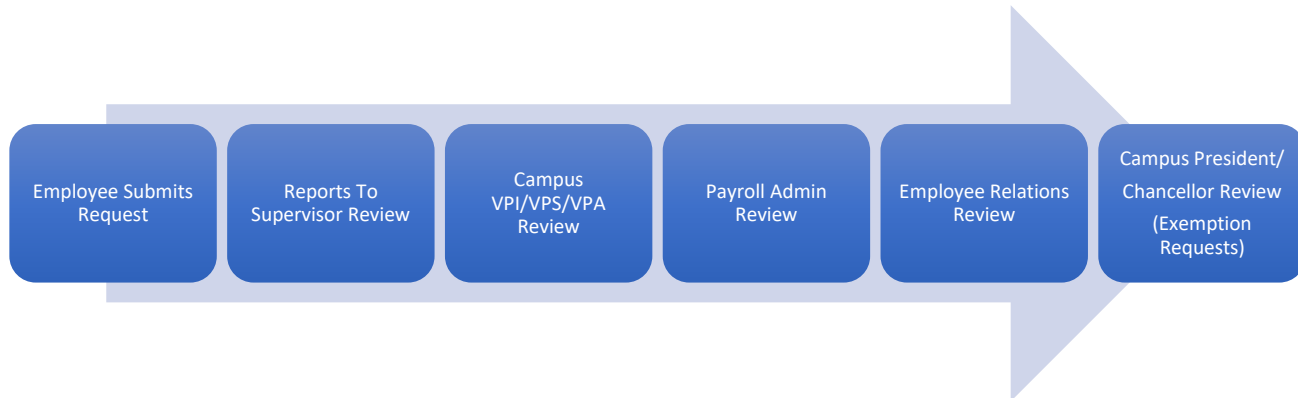 Employee Submits
Request
Reports To
Supervisor Review
Campus
VPI/VPS/VPA
Review
Payroll Admin
Review
Employee Relations
Review
Campus President/
Chancellor Review
(Exemption
Requests)